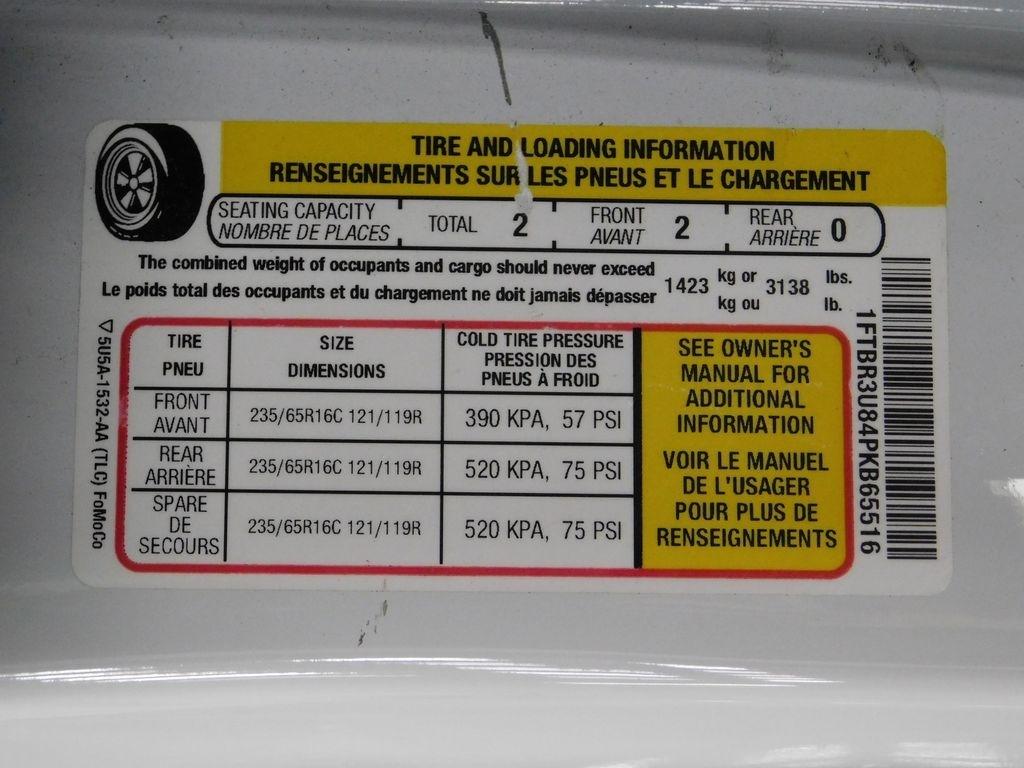 TIRE AND LOADING INFORMATION
RENSEIGNEMENTS SUR LES PNEUS ET LE CHARGEMENT
SEATING CAPACITY
NOMBRE DE PLACES
TOTAL 2
FRONT
AVANT
2
REAR
ARRIÈRE
0
The combined weight of occupants and cargo should never exceed
Le poids total des occupants et du chargement ne doit jamais dépasser
1423
kg or
kg ou
3138
lbs.
lb.
TIRE
PNEU
SIZE
DIMENSIONS
COLD TIRE PRESSURE
PRESSION DES
PNEUS À FROID
FRONT
AVANT
235/65R16C 121/119R
390 KPA, 57 PSI
REAR
ARRIÈRE
235/65R16C 121/119R
520 KPA, 75 PSI
SPARE
DE
SECOURS
235/65R16C 121/119R
520 KPA, 75 PSI
SEE OWNER'S
MANUAL FOR
ADDITIONAL
INFORMATION
VOIR LE MANUEL
DE L'USAGER
POUR PLUS DE
RENSEIGNEMENTS
1FTBR3U84PKB65516
5U5A-1532-AA (TLC) FoMoCo